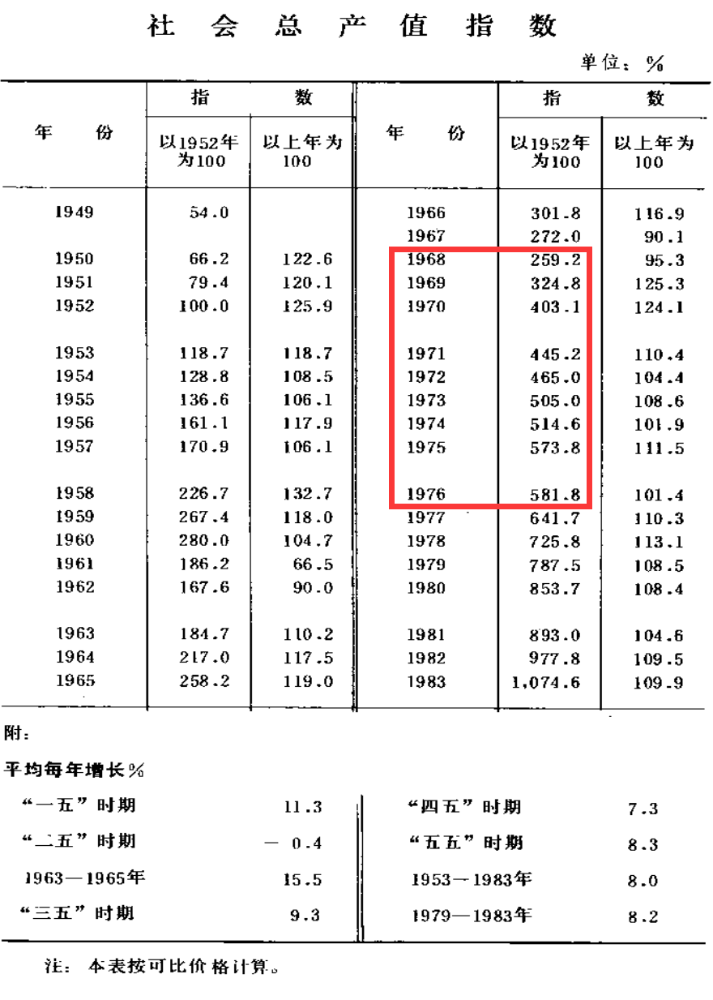 社会总产值指数
单位：%
年份 指数 年份 指数
以1952年为100 以上年为100 以1952年为100 以上年为100
1949 54.0 1966 301.8 116.9
1967 272.0 90.1
1950 66.2 122.6 1968 259.2 95.3
1951 79.4 120.1 1969 324.8 125.3
1952 100.0 125.9 1970 403.1 124.1
1953 118.7 118.7 1971 445.2 110.4
1954 128.8 108.5 1972 465.0 104.4
1955 136.6 106.1 1973 505.0 108.6
1956 161.1 117.9 1974 514.6 101.9
1957 170.9 106.1 1975 573.8 111.5
1958 226.7 132.7 1976 581.8 101.4
1959 267.4 118.0 1977 641.7 110.3
1960 280.0 104.7 1978 725.8 113.1
1961 186.2 66.5 1979 787.5 108.5
1962 167.6 90.0 1980 853.7 108.4
1963 184.7 110.2 1981 893.0 104.6
1964 217.0 117.5 1982 977.8 109.5
1965 258.2 119.0 1983 1,074.6 109.9
附：
平均每年增长%
“一五”时期 11.3 “四五”时期 7.3
“二五”时期 — 0.4 “五五”时期 8.3
1963—1965年 15.5 1953—1983年 8.0
“三五”时期 9.3 1979—1983年 8.2
注：本表按可比价格计算。